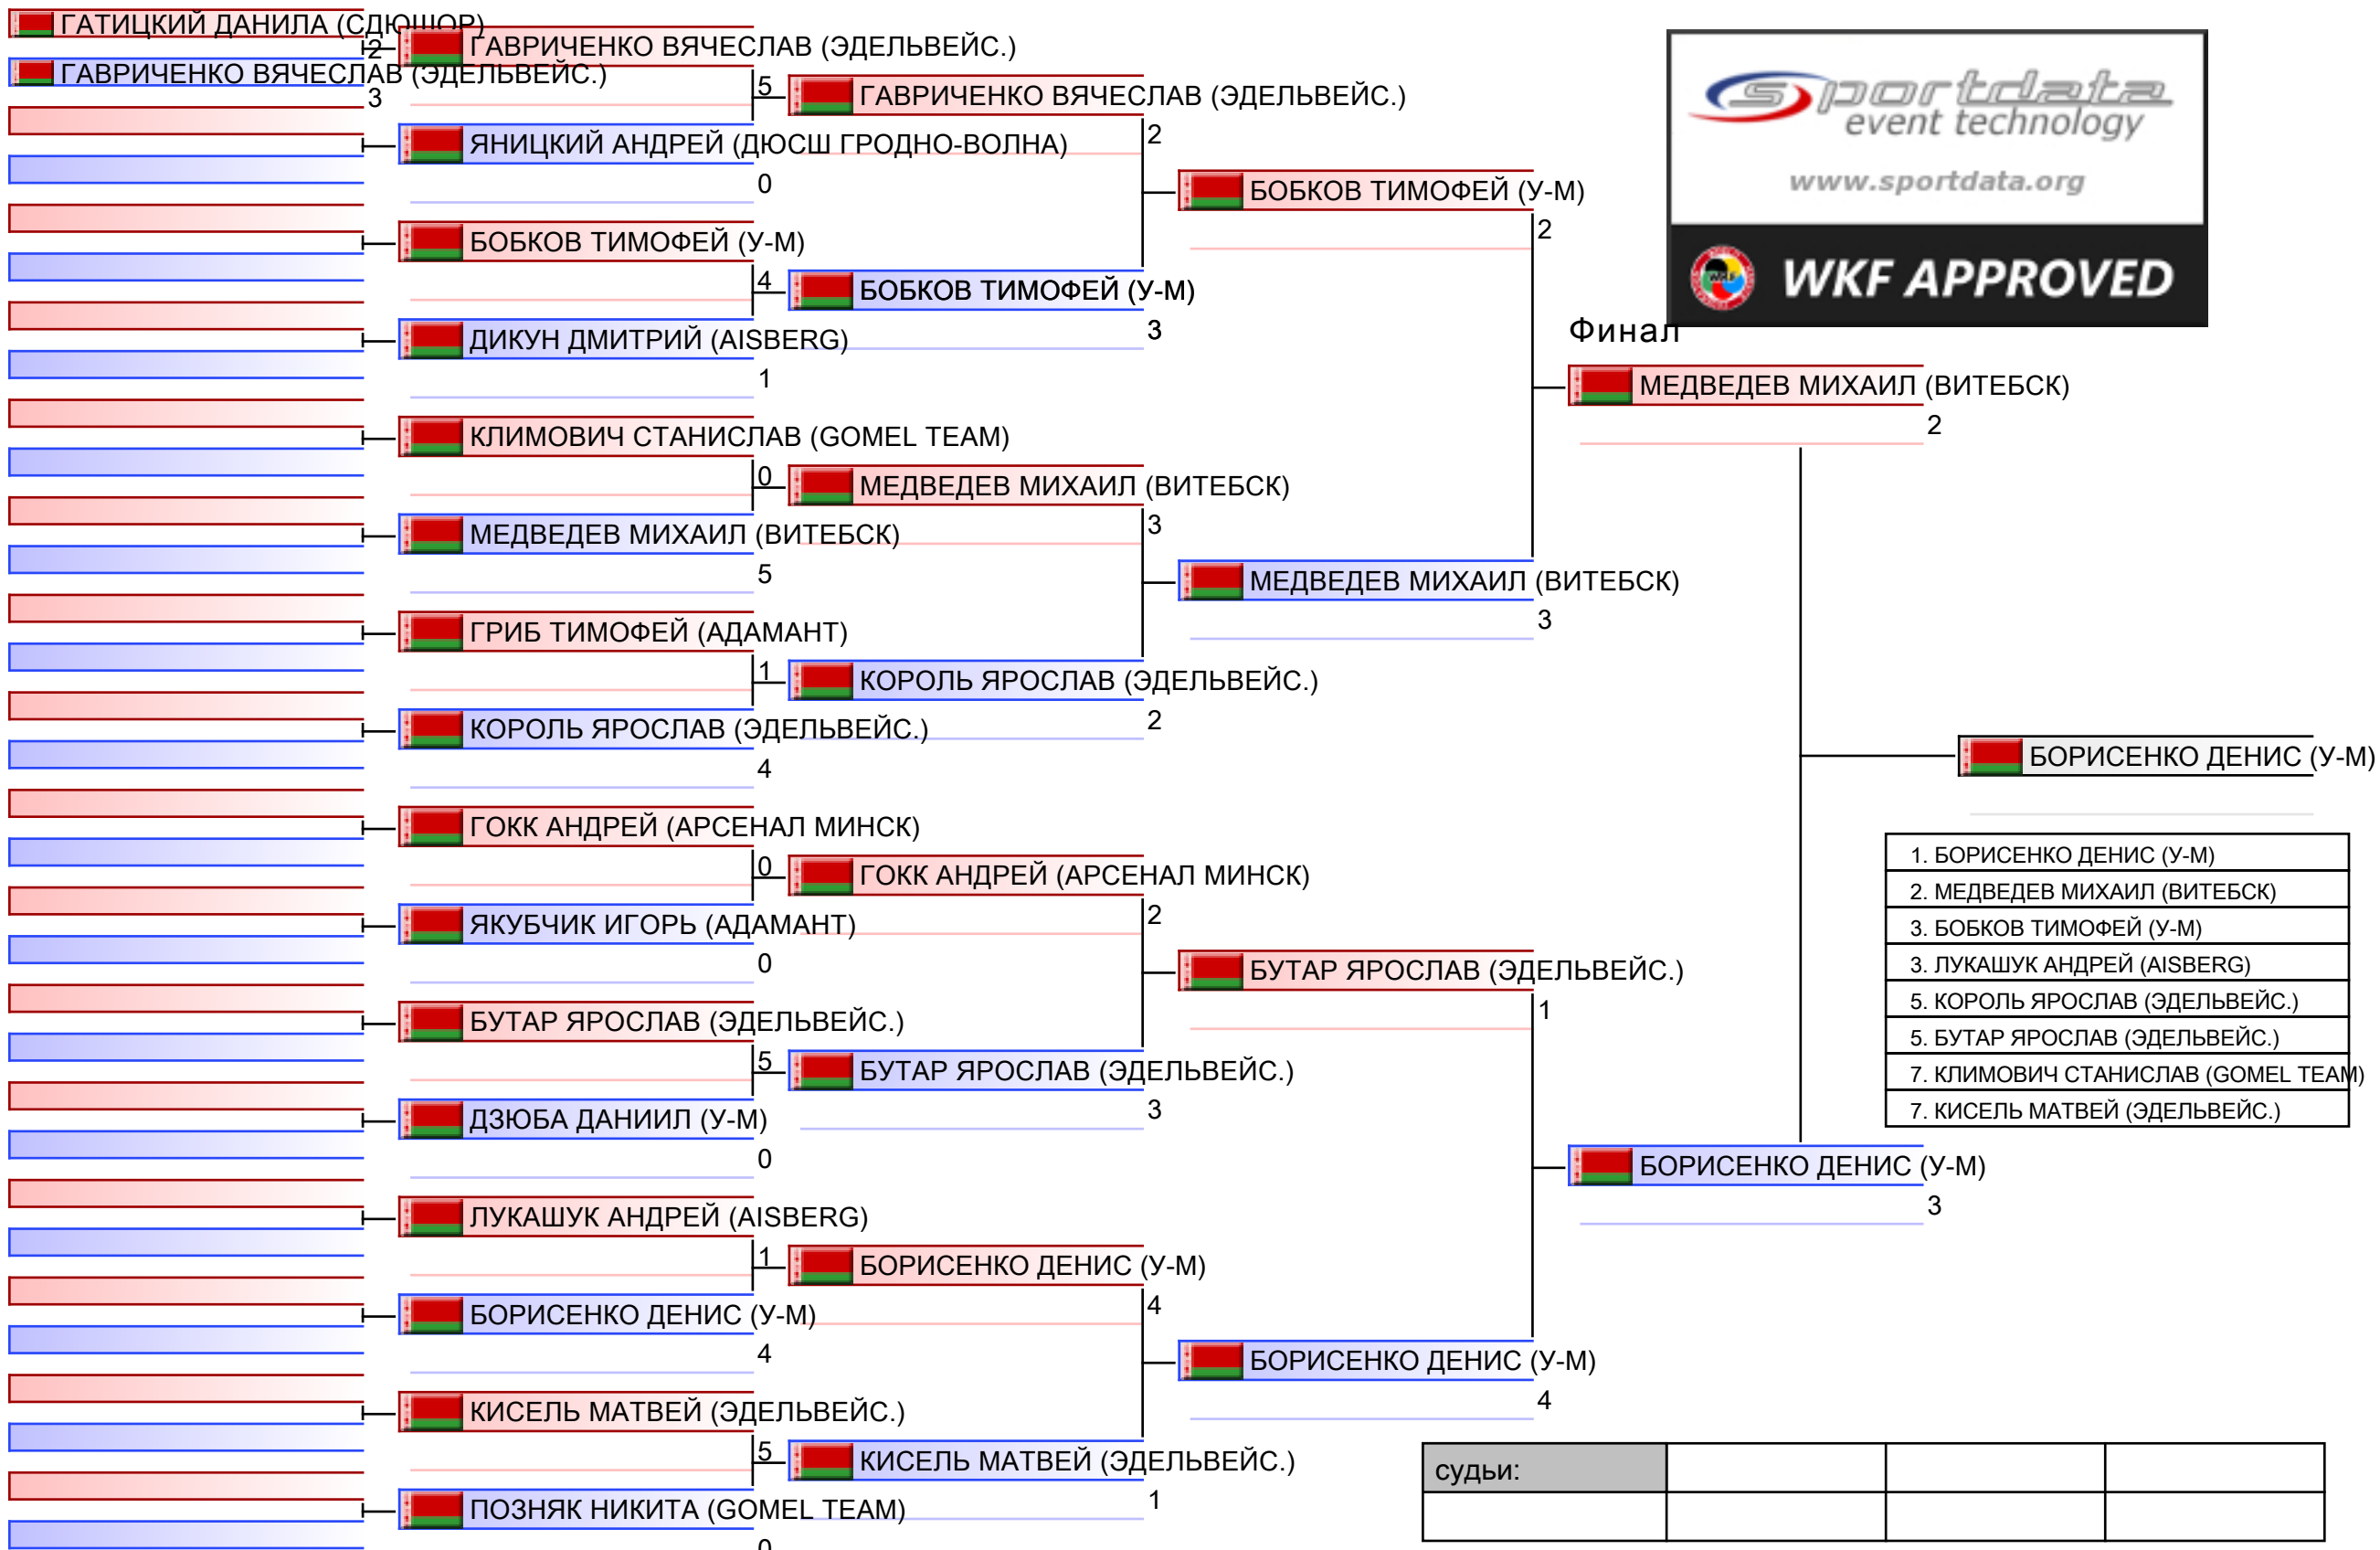 ГАТИЦКИЙ ДАНИЛА (СДЮШОР)
2
ГАВРИЧЕНКО ВЯЧЕСЛАВ (ЭДЕЛЬВЕЙС.)
3
ГАВРИЧЕНКО ВЯЧЕСЛАВ (ЭДЕЛЬВЕЙС.)
5
ЯНИЦКИЙ АНДРЕЙ (ДЮСШ ГРОДНО-ВОЛНА)
0
БОБКОВ ТИМОФЕЙ (У-М)
4
ДИКУН ДМИТРИЙ (AISBERG)
1
КЛИМОВИЧ СТАНИСЛАВ (GOMEL TEAM)
0
МЕДВЕДЕВ МИХАИЛ (ВИТЕБСК)
5
ГРИБ ТИМОФЕЙ (АДАМАНТ)
1
КОРОЛЬ ЯРОСЛАВ (ЭДЕЛЬВЕЙС.)
4
ГОКК АНДРЕЙ (АРСЕНАЛ МИНСК)
0
ЯКУБЧИК ИГОРЬ (АДАМАНТ)
0
БУТАР ЯРОСЛАВ (ЭДЕЛЬВЕЙС.)
5
ДЗЮБА ДАНИИЛ (У-М)
0
ЛУКАШУК АНДРЕЙ (AISBERG)
1
БОРИСЕНКО ДЕНИС (У-М)
4
КИСЕЛЬ МАТВЕЙ (ЭДЕЛЬВЕЙС.)
5
ПОЗНЯК НИКИТА (GOMEL TEAM)
0
ГАВРИЧЕНКО ВЯЧЕСЛАВ (ЭДЕЛЬВЕЙС.)
2
БОБКОВ ТИМОФЕЙ (У-М)
3
МЕДВЕДЕВ МИХАИЛ (ВИТЕБСК)
3
КОРОЛЬ ЯРОСЛАВ (ЭДЕЛЬВЕЙС.)
2
ГОКК АНДРЕЙ (АРСЕНАЛ МИНСК)
2
БУТАР ЯРОСЛАВ (ЭДЕЛЬВЕЙС.)
3
БОРИСЕНКО ДЕНИС (У-М)
4
КИСЕЛЬ МАТВЕЙ (ЭДЕЛЬВЕЙС.)
1
БОБКОВ ТИМОФЕЙ (У-М)
2
МЕДВЕДЕВ МИХАИЛ (ВИТЕБСК)
3
БУТАР ЯРОСЛАВ (ЭДЕЛЬВЕЙС.)
1
БОРИСЕНКО ДЕНИС (У-М)
4
sportdata
event technology
www.sportdata.org
WKF APPROVED
Финал
МЕДВЕДЕВ МИХАИЛ (ВИТЕБСК)
2
БОРИСЕНКО ДЕНИС (У-М)
3
БОРИСЕНКО ДЕНИС (У-М)
1. БОРИСЕНКО ДЕНИС (У-М)
2. МЕДВЕДЕВ МИХАИЛ (ВИТЕБСК)
3. БОБКОВ ТИМОФЕЙ (У-М)
3. ЛУКАШУК АНДРЕЙ (AISBERG)
5. КОРОЛЬ ЯРОСЛАВ (ЭДЕЛЬВЕЙС.)
5. БУТАР ЯРОСЛАВ (ЭДЕЛЬВЕЙС.)
7. КЛИМОВИЧ СТАНИСЛАВ (GOMEL TEAM)
7. КИСЕЛЬ МАТВЕЙ (ЭДЕЛЬВЕЙС.)
судьи: